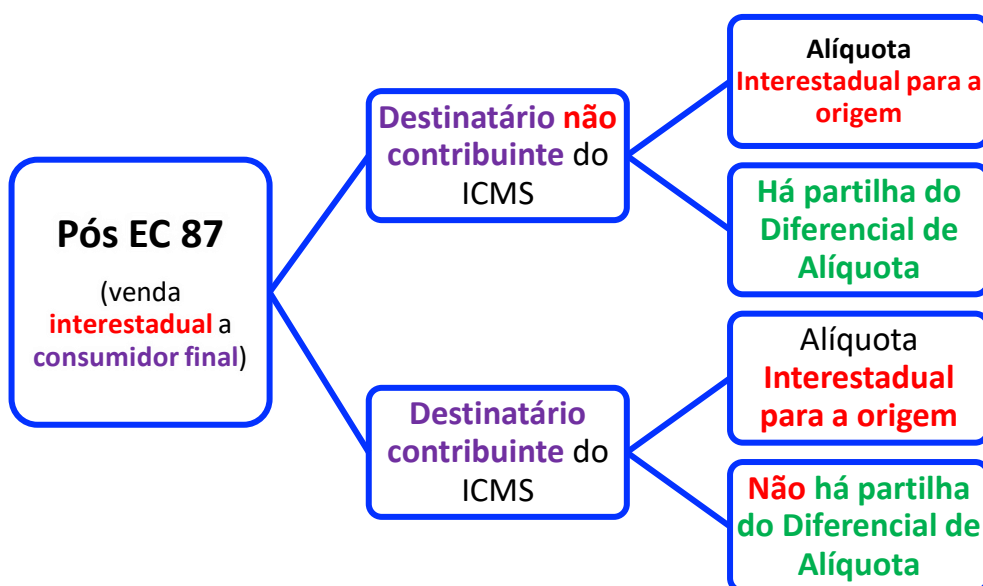 Pós EC 87
(venda
interestadual a
consumidor final)
Destinatário não
contribuinte do
ICMS
Alíquota
Interestadual para a
origem
Há partilha do
Diferencial de
Alíquota
Destinatário
contribuinte do
ICMS
Alíquota
Interestadual
para a origem
Não há partilha
do Diferencial de
Alíquota